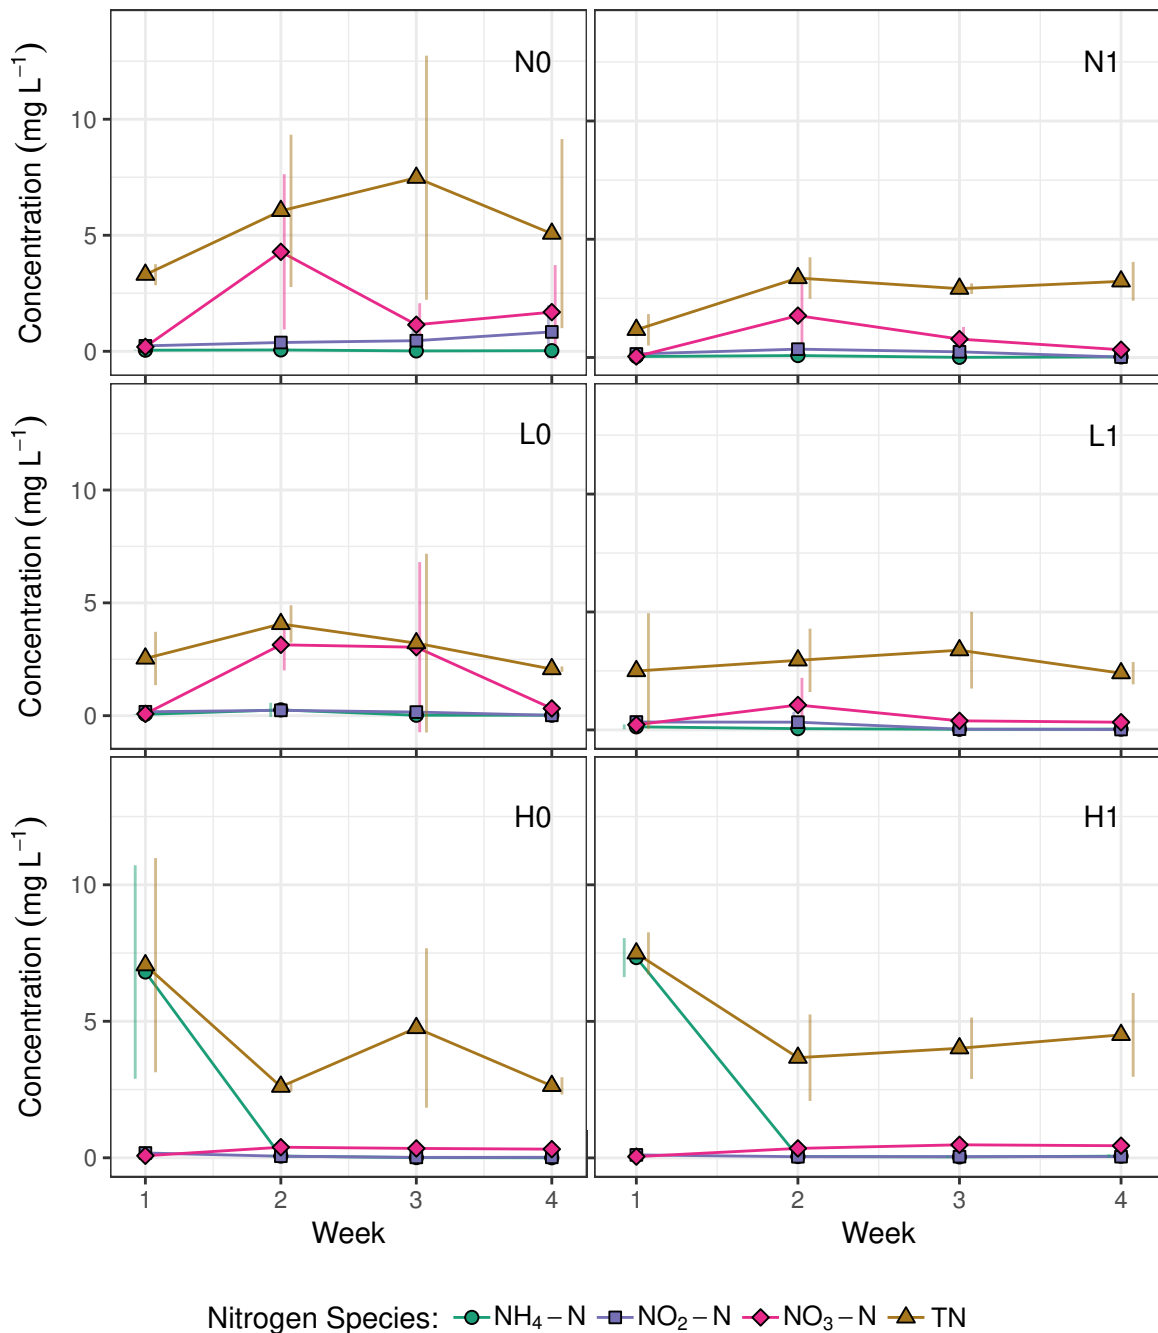 N0
N1
Concentration (mg L⁻¹)
10
5
0
L0
L1
Concentration (mg L⁻¹)
10
5
0
H0
H1
Concentration (mg L⁻¹)
10
5
0
1 2 3 4
1 2 3 4
Week
Week
Nitrogen Species: NH₄−N NO₂−N NO₃−N TN